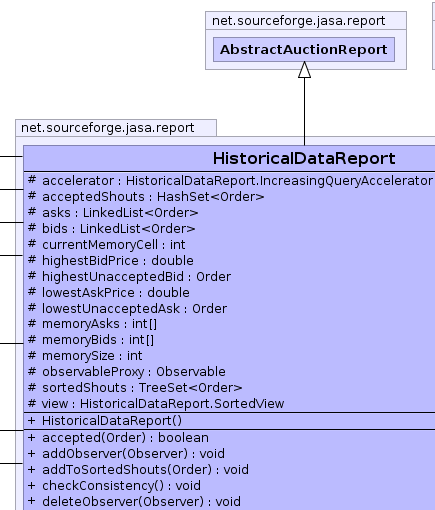 net.sourceforge.jasa.report
AbstractAuctionReport
net.sourceforge.jasa.report
HistoricalDataReport
# accelerator : HistoricalDataReport.IncreasingQueryAccelerator
# acceptedShouts : HashSet<Order>
# asks : LinkedList<Order>
# bids : LinkedList<Order>
# currentMemoryCell : int
# highestBidPrice : double
# highestUnacceptedBid : Order
# lowestAskPrice : double
# lowestUnacceptedAsk : Order
# memoryAsks : int[]
# memoryBids : int[]
# memorySize : int
# observableProxy : Observable
# sortedShouts : TreeSet<Order>
# view : HistoricalDataReport.SortedView
+ HistoricalDataReport()
+ accepted(Order) : boolean
+ addObserver(Observer) : void
+ addToSortedShouts(Order) : void
+ checkConsistency() : void
+ deleteObserver(Observer) : void